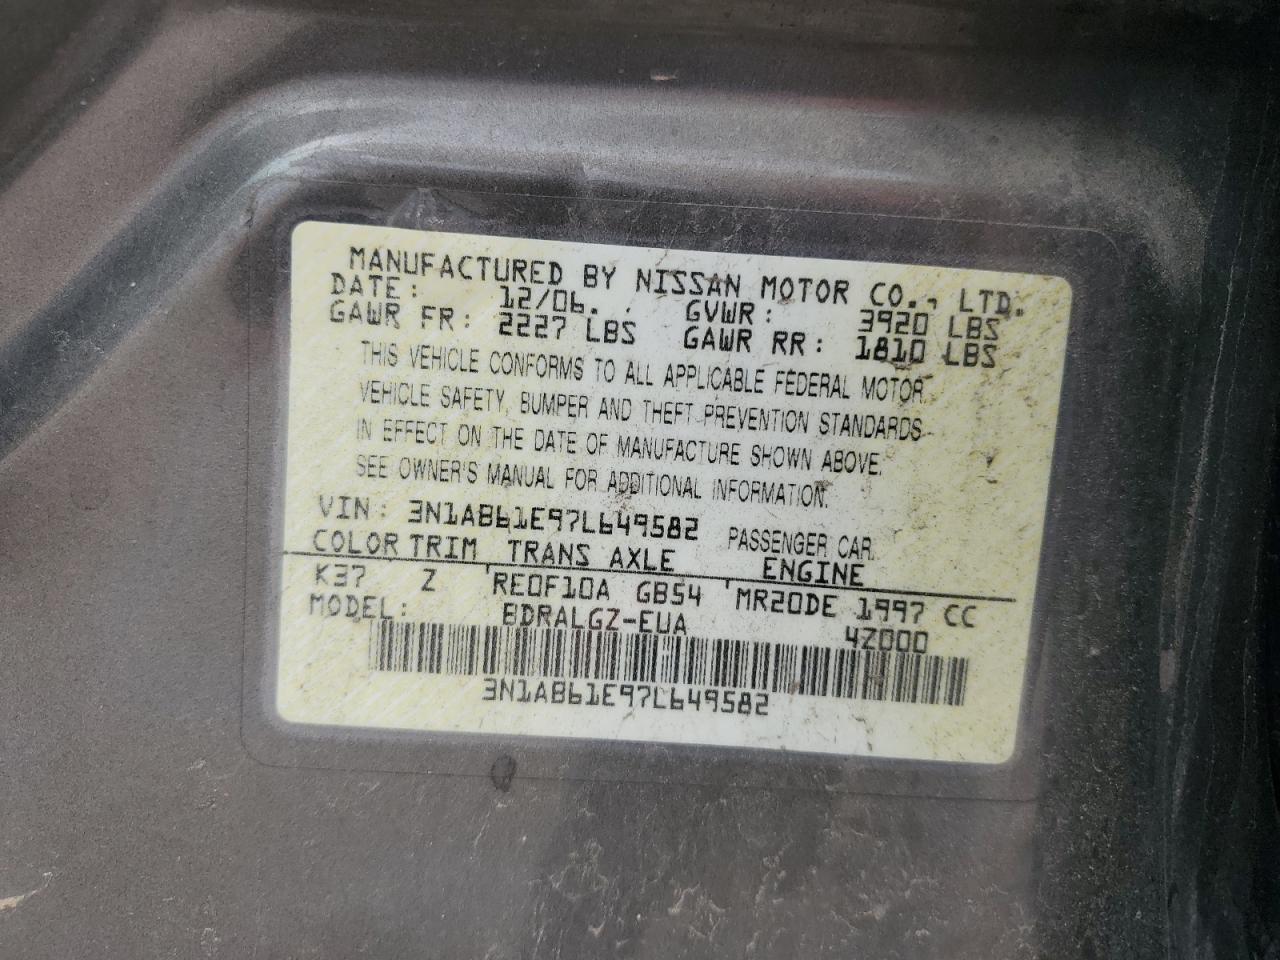 MANUFACTURED BY NISSAN MOTOR CO., LTD.
DATE: 12/06. GVWR: 3920 LBS
GAWR FR: 2227 LBS GAWR RR: 1810 LBS
THIS VEHICLE CONFORMS TO ALL APPLICABLE FEDERAL MOTOR
VEHICLE SAFETY, BUMPER AND THEFT PREVENTION STANDARDS
IN EFFECT ON THE DATE OF MANUFACTURE SHOWN ABOVE.
SEE OWNER'S MANUAL FOR ADDITIONAL INFORMATION.
VIN: 3N1AB61E97L649582 PASSENGER CAR
COLOR TRIM TRANS AXLE ENGINE
K37 Z RE0F10A GB54 MR20DE 1997 CC
MODEL: BDRALGZ-EUA 4Z000
3N1AB61E97L649582